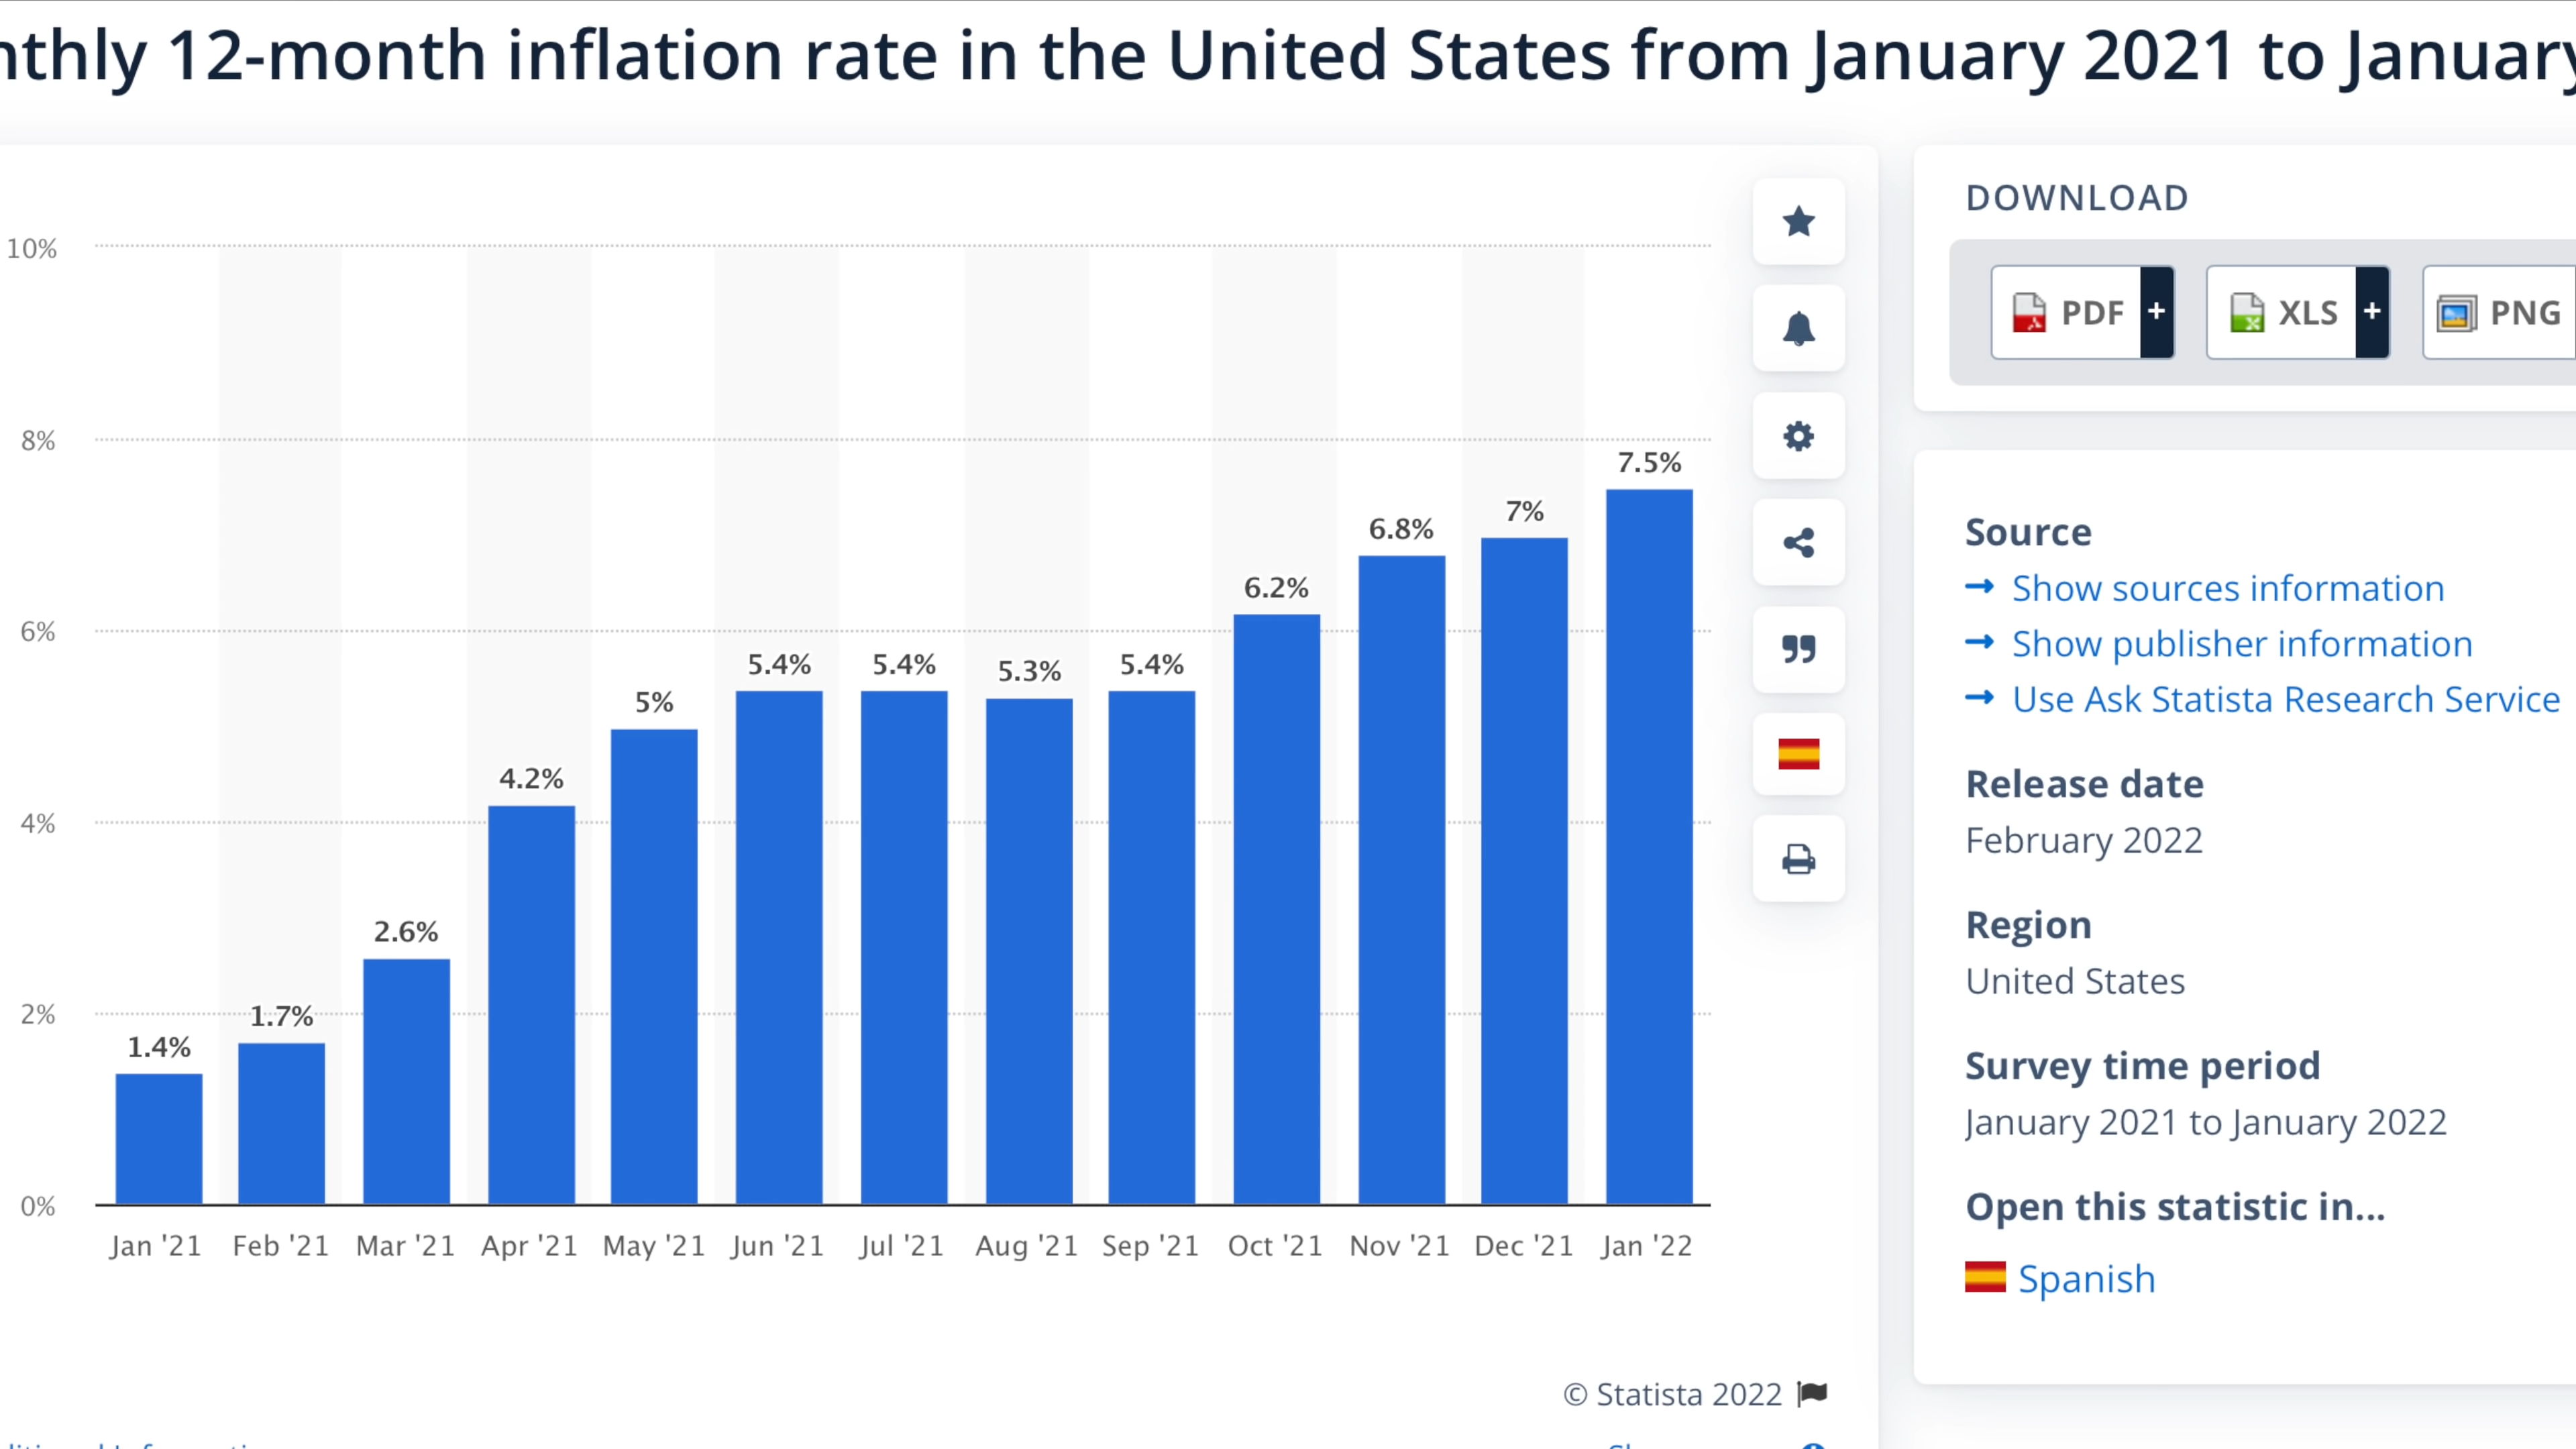 nthly 12-month inflation rate in the United States from January 2021 to January
10%
8%
6%
4%
2%
0%
1.4%
1.7%
2.6%
4.2%
5%
5.4%
5.4%
5.3%
5.4%
6.2%
6.8%
7%
7.5%
Jan '21 Feb '21 Mar '21 Apr '21 May '21 Jun '21 Jul '21 Aug '21 Sep '21 Oct '21 Nov '21 Dec '21 Jan '22
© Statista 2022
DOWNLOAD
PDF + XLS + PNG
Source
→ Show sources information
→ Show publisher information
→ Use Ask Statista Research Service
Release date
February 2022
Region
United States
Survey time period
January 2021 to January 2022
Open this statistic in...
Spanish